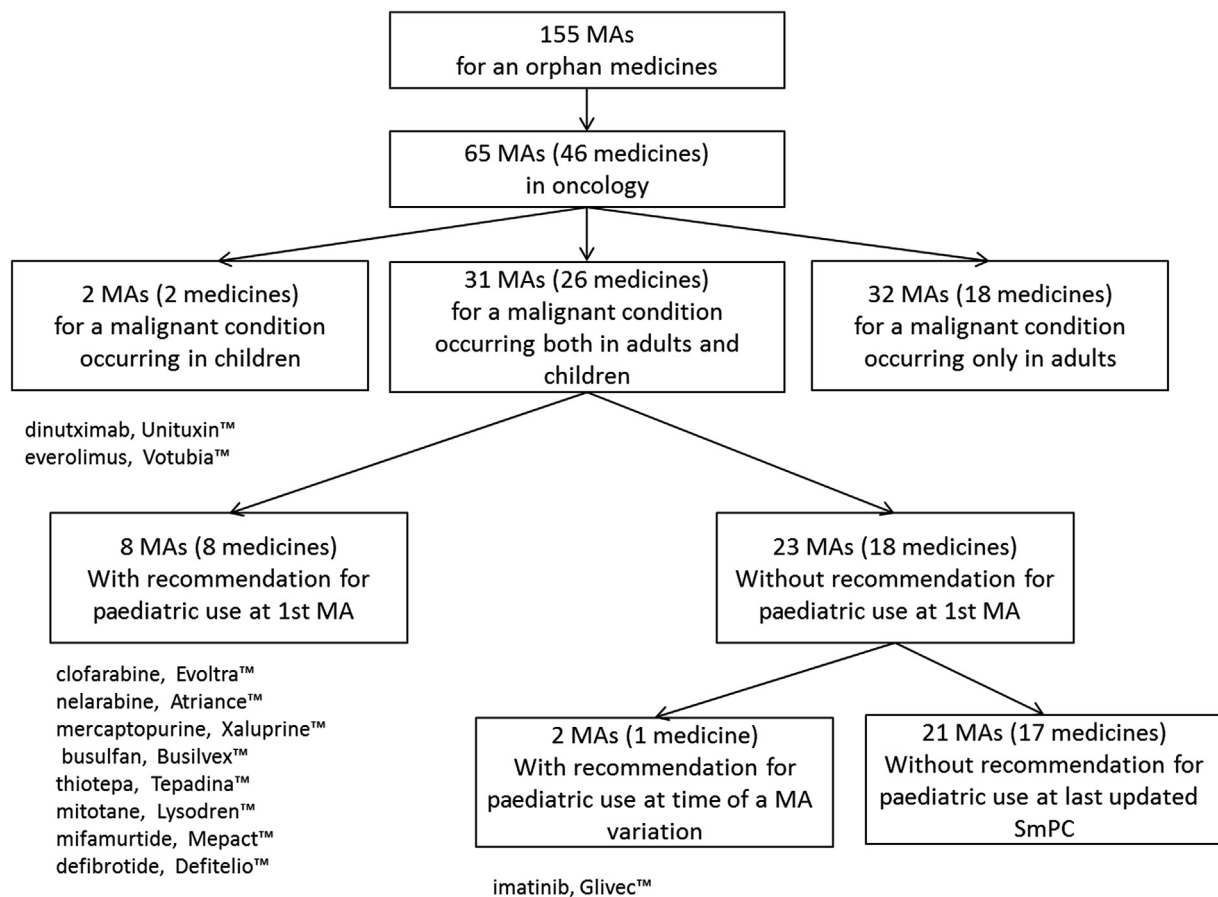 155 MAs
for an orphan medicines
65 MAs (46 medicines)
in oncology
2 MAs (2 medicines)
for a malignant condition
occurring in children
31 MAs (26 medicines)
for a malignant condition
occurring both in adults and
children
32 MAs (18 medicines)
for a malignant condition
occurring only in adults
dinutximab, Unituxin™
everolimus, Votubia™
8 MAs (8 medicines)
With recommendation for
paediatric use at 1st MA
23 MAs (18 medicines)
Without recommendation for
paediatric use at 1st MA
clofarabine, Evoltra™
nelarabine, Atriance™
mercaptopurine, Xaluprine™
busulfan, Busilvex™
thiotepa, Tepadina™
mitotane, Lysodren™
mifamurtide, Mepact™
defibrotide, Defitelio™
2 MAs (1 medicine)
With recommendation for
paediatric use at time of a MA
variation
21 MAs (17 medicines)
Without recommendation for
paediatric use at last updated
SmPC
imatinib, Glivec™